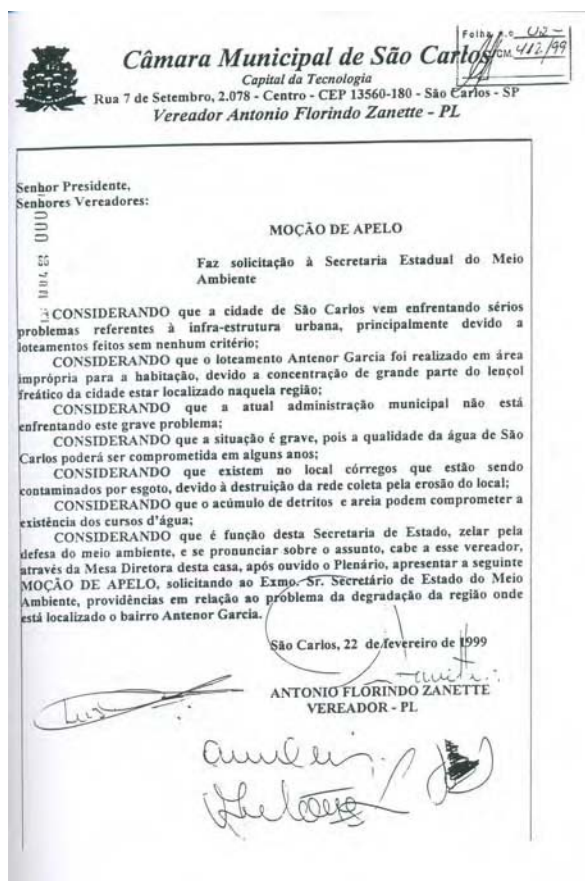 Folha n.o 02-
CM. 412/99
Câmara Municipal de São Carlos
Capital da Tecnologia
Rua 7 de Setembro, 2.078 - Centro - CEP 13560-180 - São Carlos - SP
Vereador Antonio Florindo Zanette - PL
Senhor Presidente,
Senhores Vereadores:
MOÇÃO DE APELO
Faz solicitação à Secretaria Estadual do Meio
Ambiente
CONSIDERANDO que a cidade de São Carlos vem enfrentando sérios
problemas referentes à infra-estrutura urbana, principalmente devido a
loteamentos feitos sem nenhum critério;
CONSIDERANDO que o loteamento Antenor Garcia foi realizado em área
imprópria para a habitação, devido a concentração de grande parte do lençol
freático da cidade estar localizado naquela região;
CONSIDERANDO que a atual administração municipal não está
enfrentando este grave problema;
CONSIDERANDO que a situação é grave, pois a qualidade da água de São
Carlos poderá ser comprometida em alguns anos;
CONSIDERANDO que existem no local córregos que estão sendo
contaminados por esgoto, devido à destruição da rede coleta pela erosão do local;
CONSIDERANDO que o acúmulo de detritos e areia podem comprometer a
existência dos cursos d'água;
CONSIDERANDO que é função desta Secretaria de Estado, zelar pela
defesa do meio ambiente, e se pronunciar sobre o assunto, cabe a esse vereador,
através da Mesa Diretora desta casa, após ouvido o Plenário, apresentar a seguinte
MOÇÃO DE APELO, solicitando ao Exmo. Sr. Secretário de Estado do Meio
Ambiente, providências em relação ao problema da degradação da região onde
está localizado o bairro Antenor Garcia.
São Carlos, 22 de fevereiro de 1999
ANTONIO FLORINDO ZANETTE
VEREADOR - PL